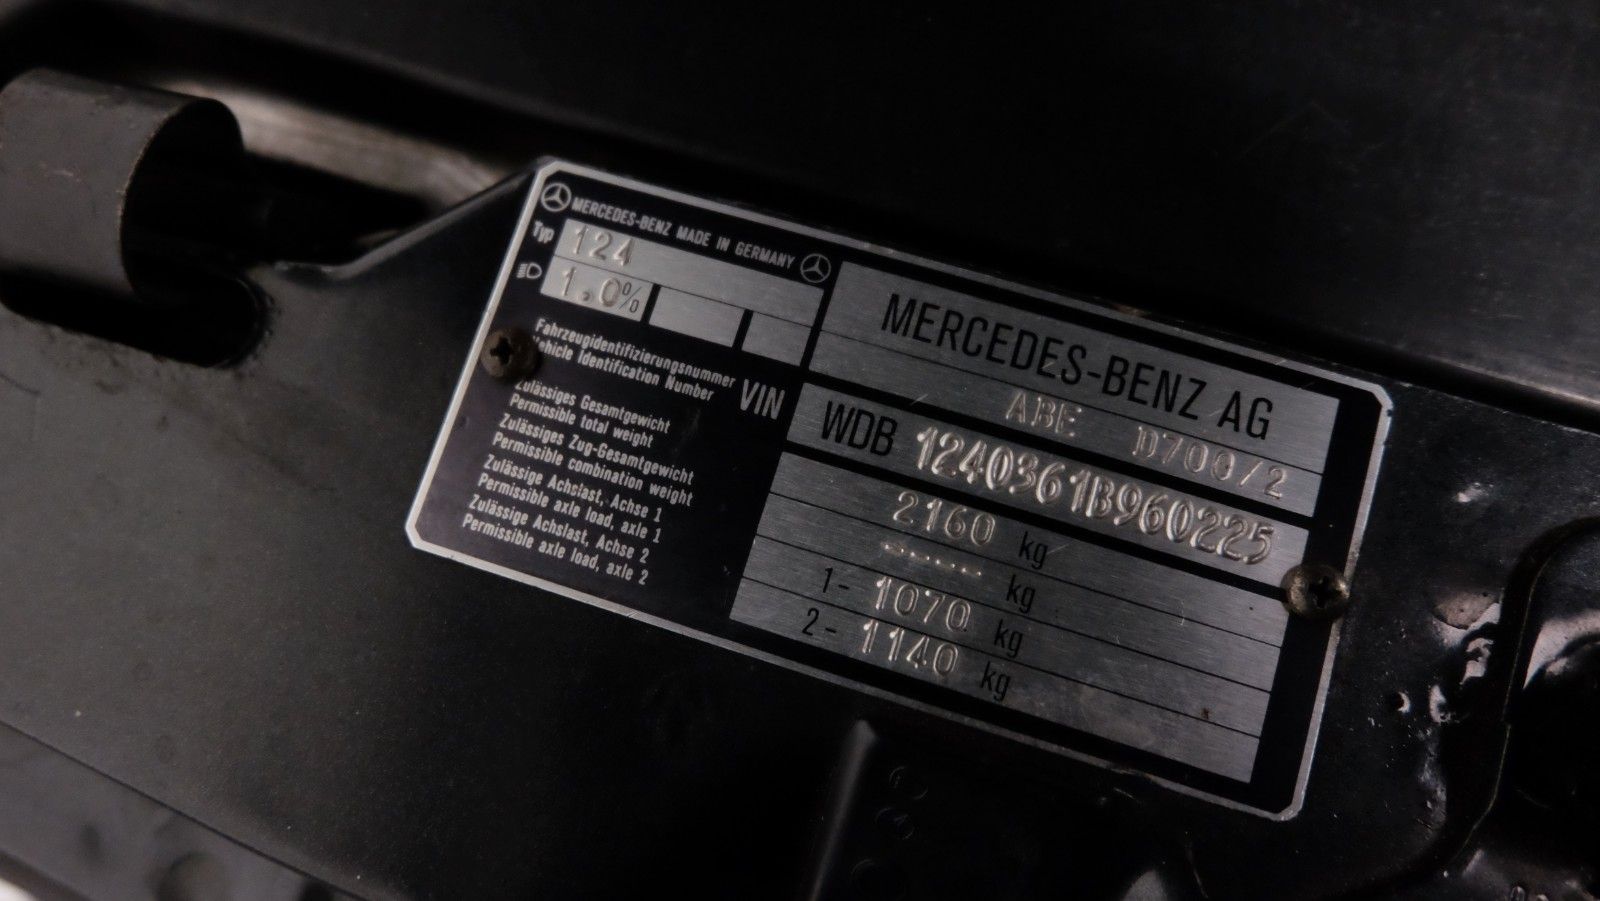 MERCEDES-BENZ MADE IN GERMANY
Typ 124
1.0%
MERCEDES-BENZ AG
ABE D700/2
Fahrzeugidentifizierungsnummer
Vehicle Identification Number
VIN
WDB 1240361B960225
Zulässiges Gesamtgewicht
Permissible total weight
2160 kg
Zulässiges Zug-Gesamtgewicht
Permissible combination weight
----- kg
Zulässige Achslast, Achse 1
Permissible axle load, axle 1
1- 1070 kg
Zulässige Achslast, Achse 2
Permissible axle load, axle 2
2- 1140 kg